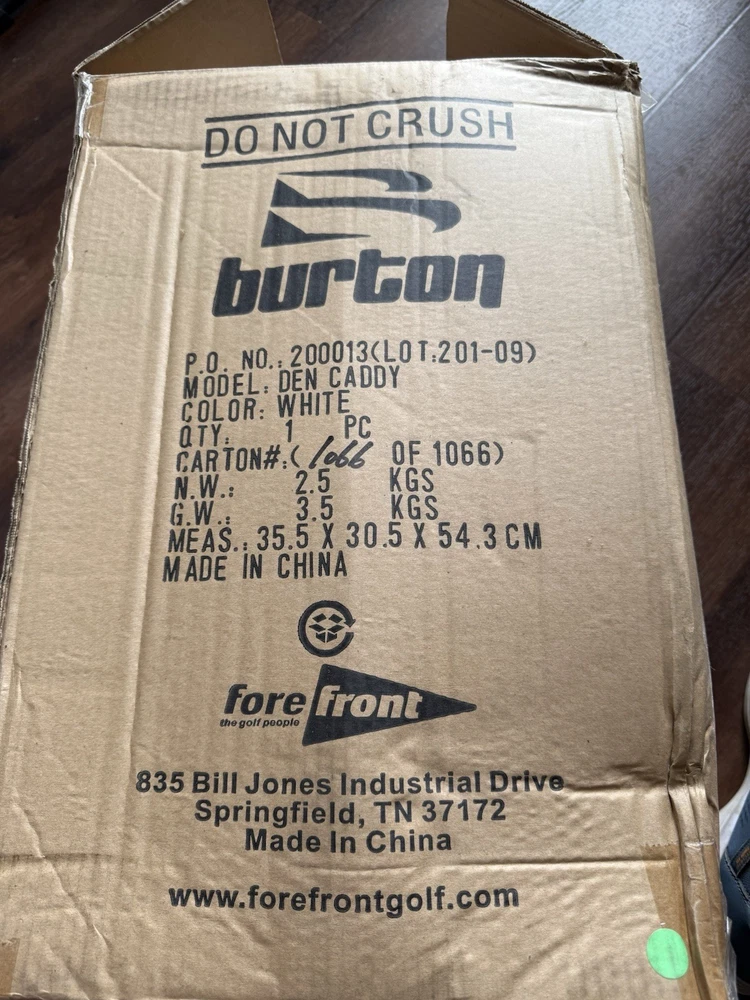 DO NOT CRUSH
burton
P.O. NO.: 200013(LOT.:201-09)
MODEL: DEN CADDY
COLOR: WHITE
QTY: 1 PC
CARTON#.:( 1066 OF 1066)
N.W.: 2.5 KGS
G.W.: 3.5 KGS
MEAS.: 35.5 X 30.5 X 54.3 CM
MADE IN CHINA
fore front
the golf people
835 Bill Jones Industrial Drive
Springfield, TN 37172
Made In China
www.forefrontgolf.com